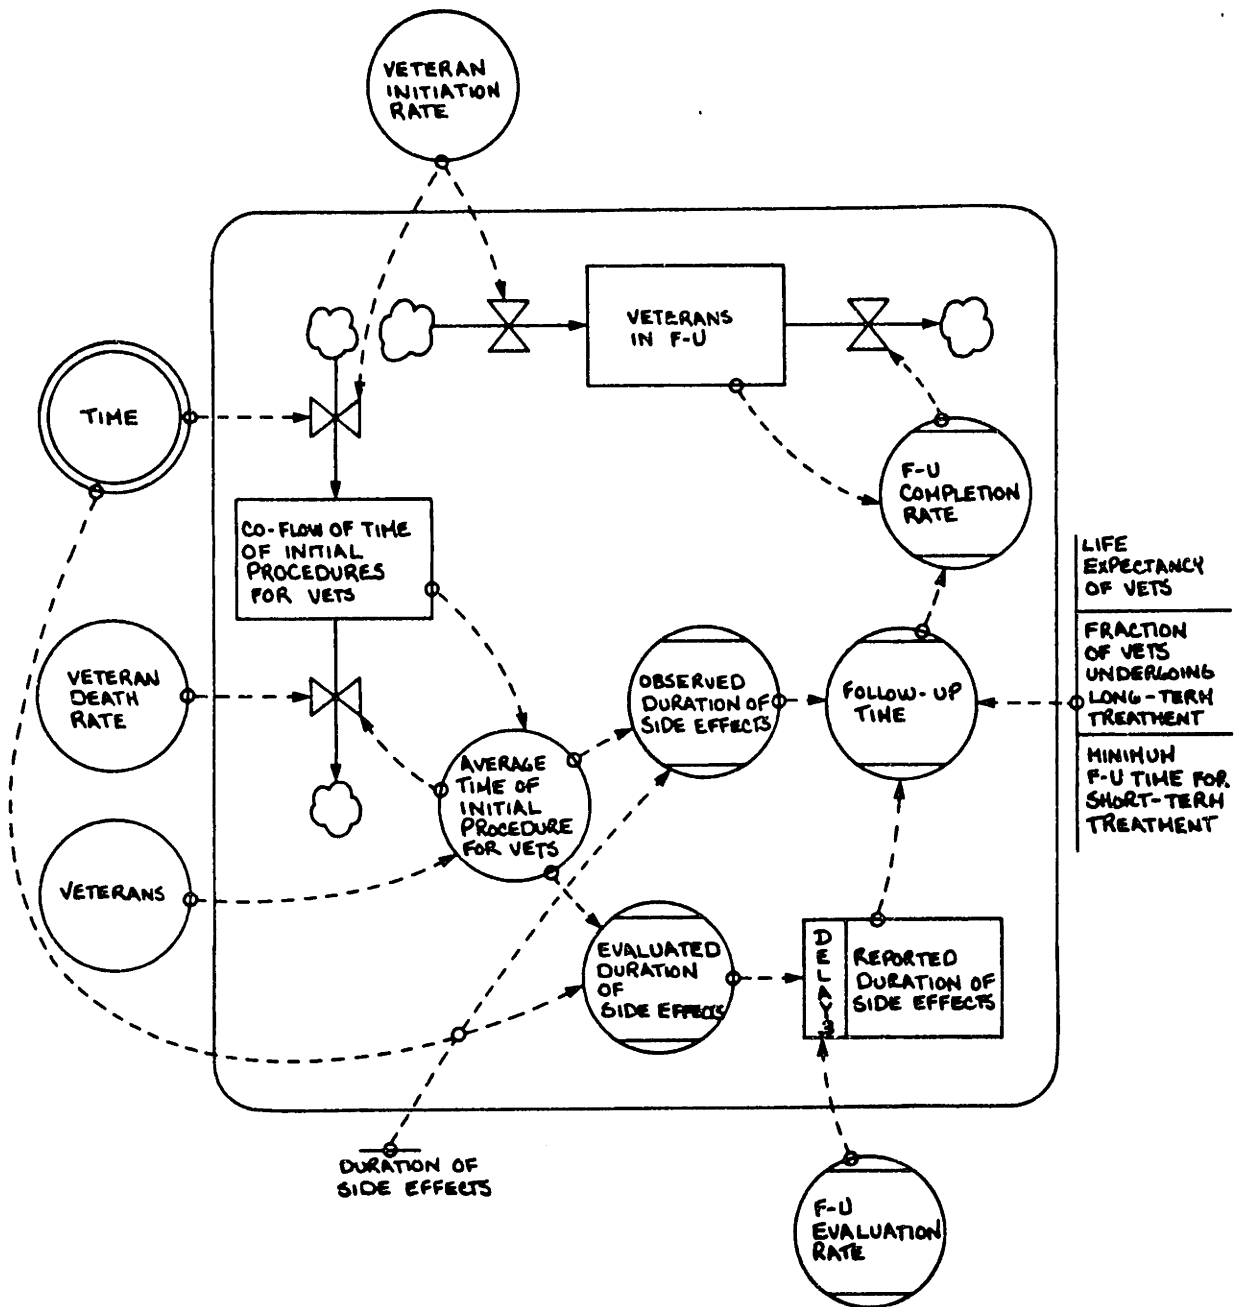 VETERAN
INITIATION
RATE
VETERANS
IN F-U
TIME
F-U
COMPLETION
RATE
CO-FLOW OF TIME
OF INITIAL
PROCEDURES
FOR VETS
LIFE
EXPECTANCY
OF VETS
FRACTION
OF VETS
UNDERGOING
LONG-TERM
TREATMENT
MINIMUM
F-U TIME FOR
SHORT-TERM
TREATMENT
VETERAN
DEATH
RATE
OBSERVED
DURATION OF
SIDE EFFECTS
FOLLOW-UP
TIME
AVERAGE
TIME OF
INITIAL
PROCEDURE
FOR VETS
VETERANS
EVALUATED
DURATION
OF
SIDE EFFECTS
DELAY
REPORTED
DURATION OF
SIDE EFFECTS
DURATION OF
SIDE EFFECTS
F-U
EVALUATION
RATE